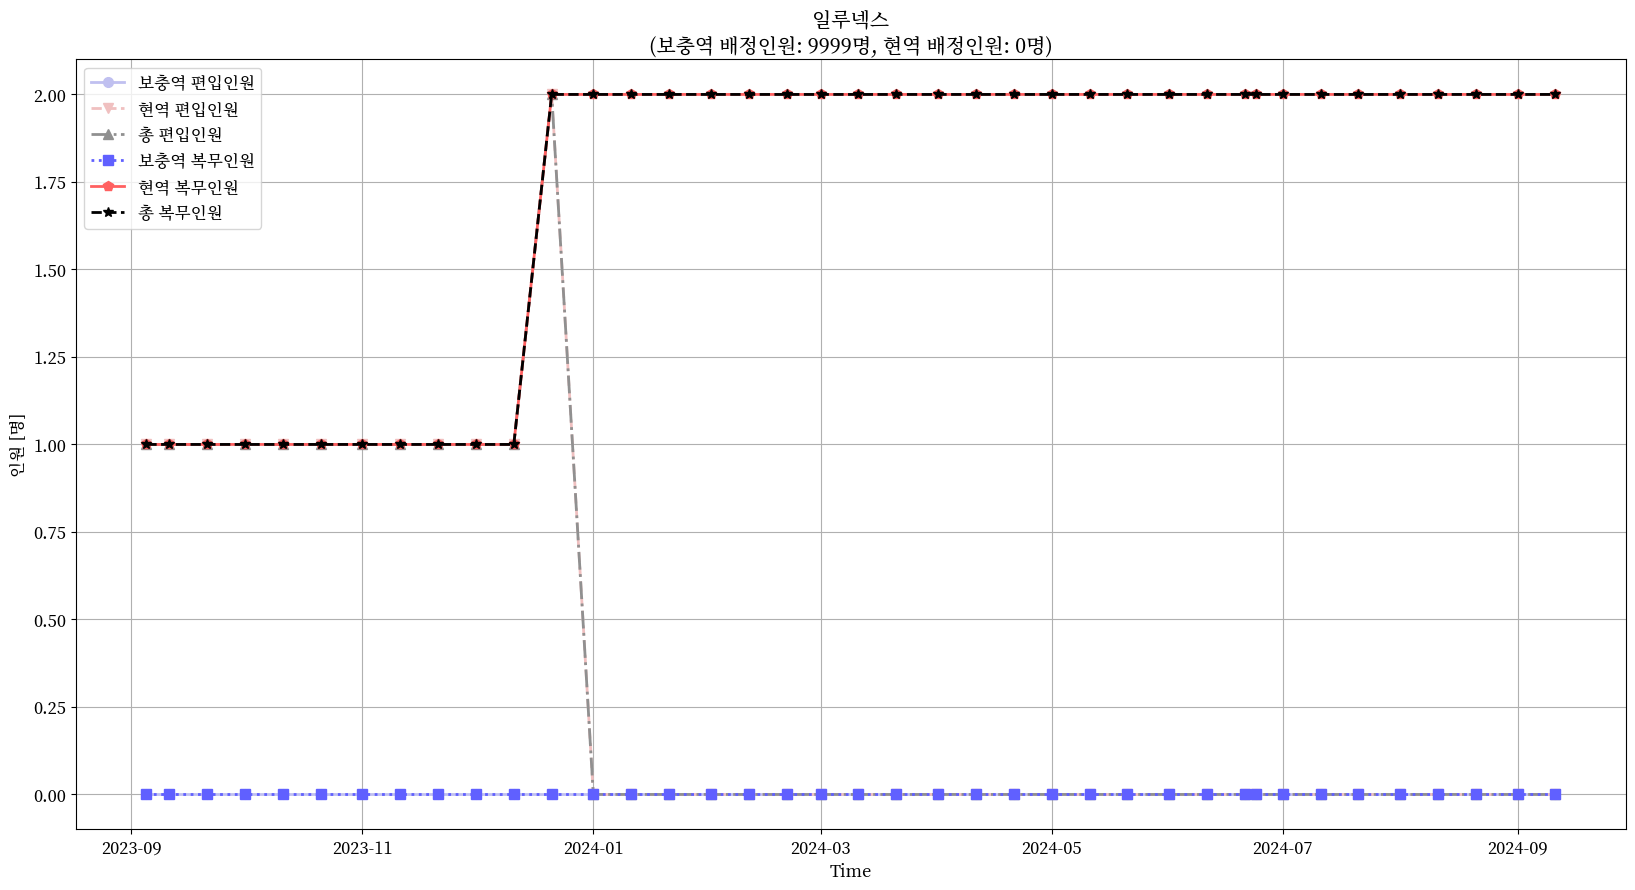 일루넥스
(보충역 배정인원: 9999명, 현역 배정인원: 0명)
보충역 편입인원
현역 편입인원
총 편입인원
보충역 복무인원
현역 복무인원
총 복무인원
인원 [명]
2.00
1.75
1.50
1.25
1.00
0.75
0.50
0.25
0.00
2023-09 2023-11 2024-01 2024-03 2024-05 2024-07 2024-09
Time